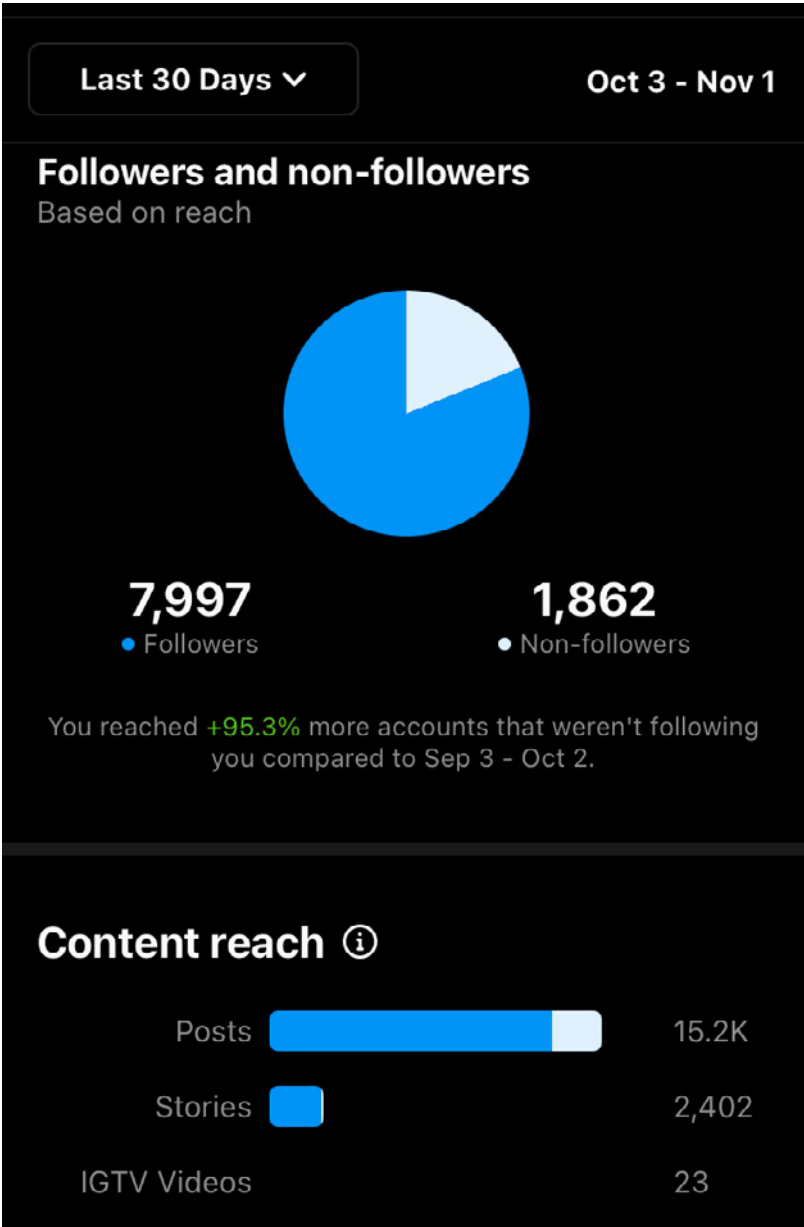 Last 30 Days
Oct 3 - Nov 1
Followers and non-followers
Based on reach
7,997
Followers
1,862
Non-followers
You reached +95.3% more accounts that weren't following
you compared to Sep 3 - Oct 2.
Content reach
Posts 15.2K
Stories 2,402
IGTV Videos 23